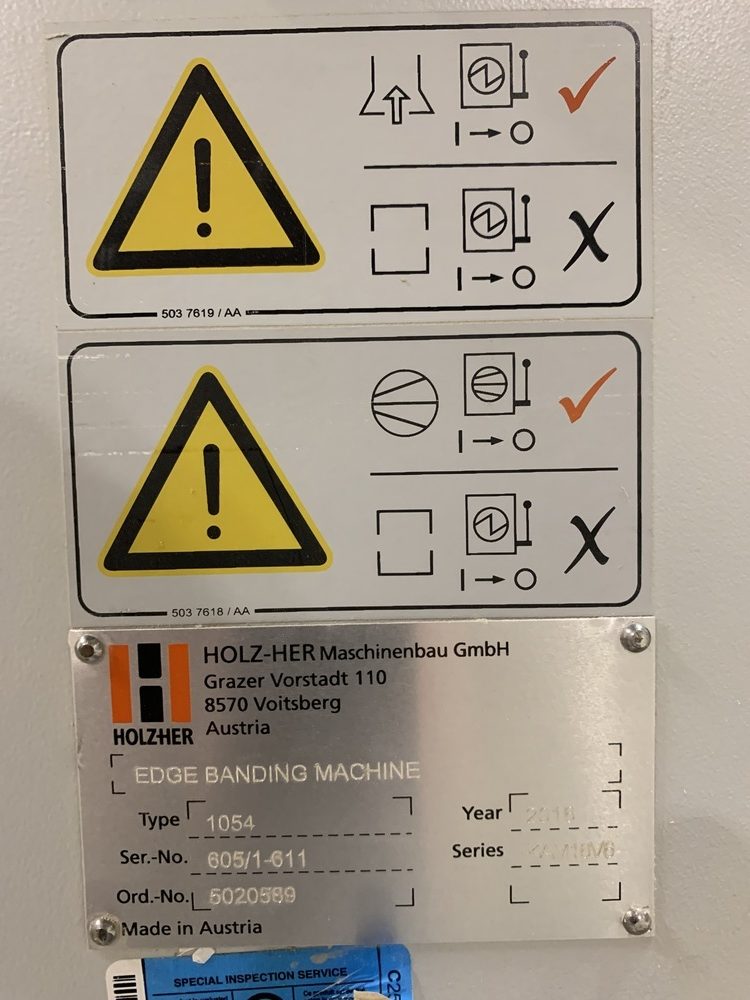 503 7619 / AA
503 7618 / AA
HOLZ-HER Maschinenbau GmbH
Grazer Vorstadt 110
8570 Voitsberg
Austria
HOLZHER
EDGE BANDING MACHINE
Type 1054
Year
Ser.-No. 605/1-611
Series
Ord.-No.
Made in Austria
SPECIAL INSPECTION SERVICE